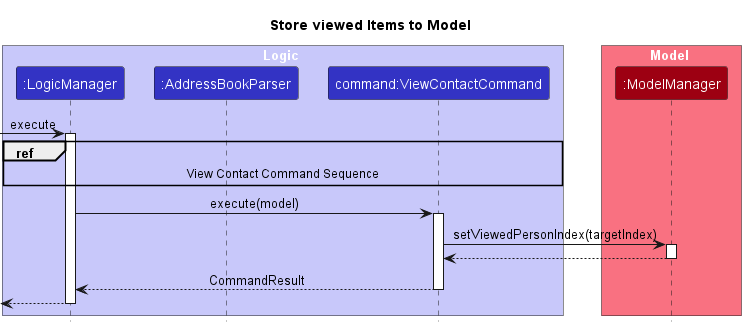 Store viewed Items to Model
Logic
Model
:LogicManager
:AddressBookParser
command:ViewContactCommand
:ModelManager
execute
ref
View Contact Command Sequence
execute(model)
setViewedPersonIndex(targetIndex)
CommandResult